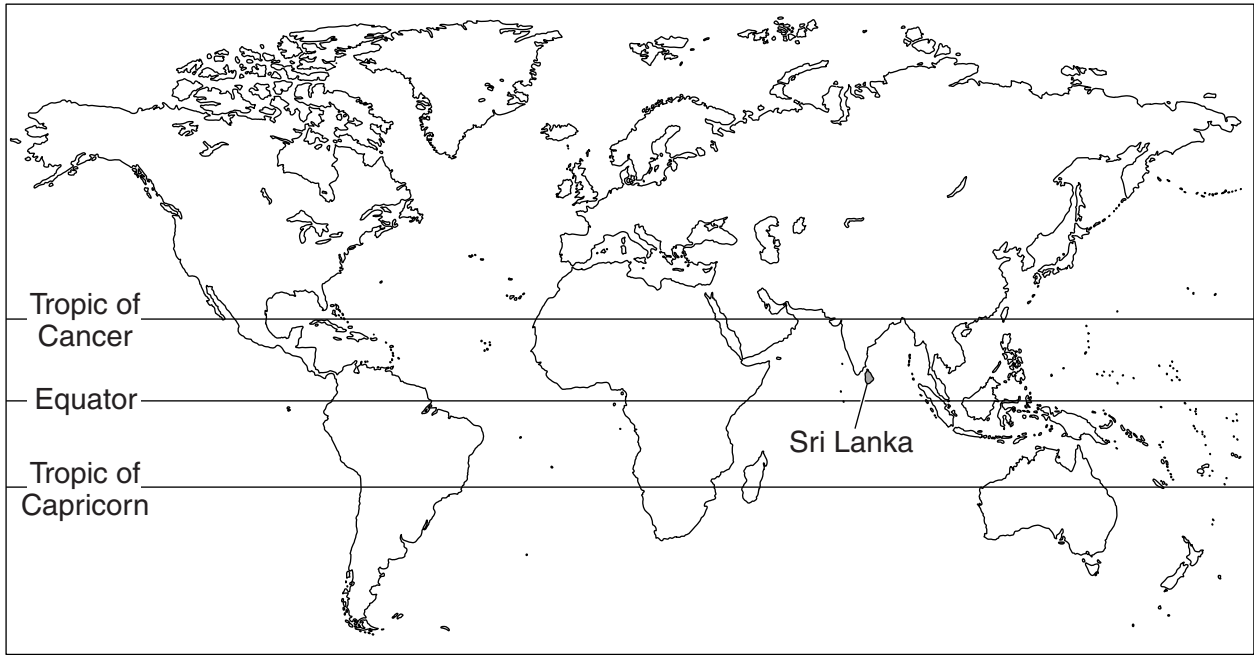 Tropic of
Cancer
Equator
Sri Lanka
Tropic of
Capricorn